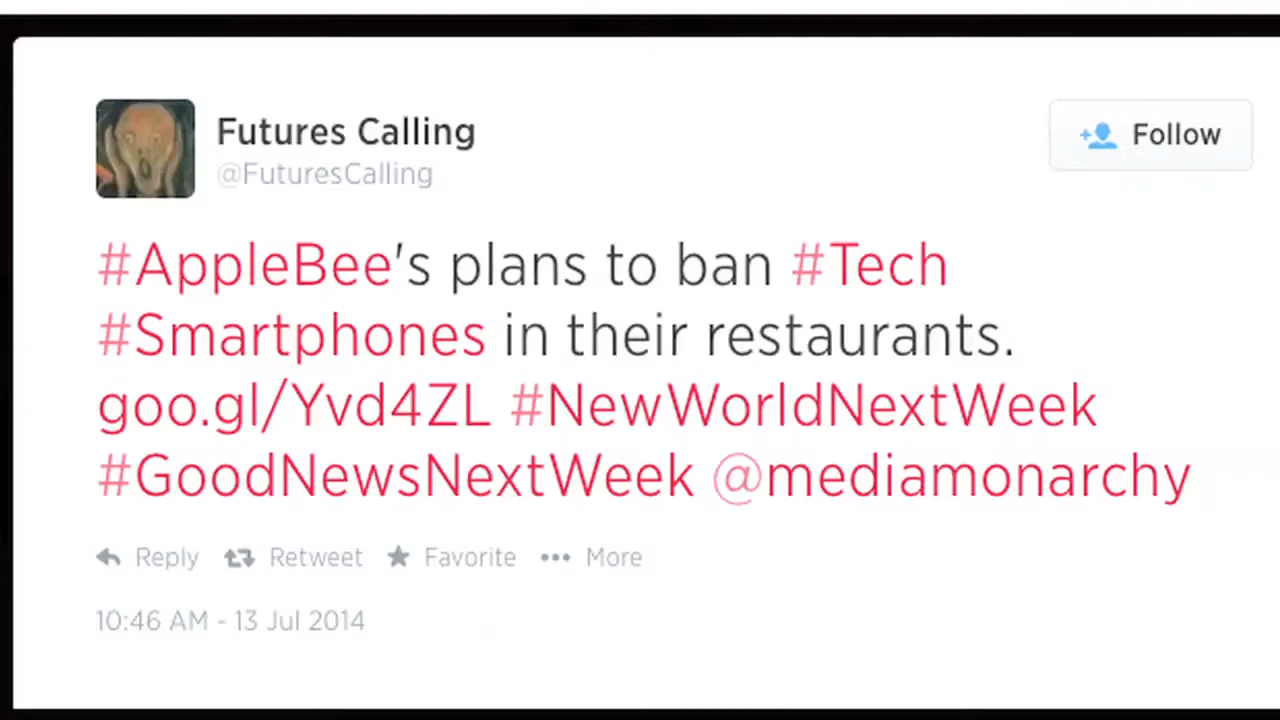 Futures Calling
@FuturesCalling
Follow
#AppleBee's plans to ban #Tech
#Smartphones in their restaurants.
goo.gl/Yvd4ZL #NewWorldNextWeek
#GoodNewsNextWeek @mediamonarchy
Reply Retweet Favorite More
10:46 AM - 13 Jul 2014